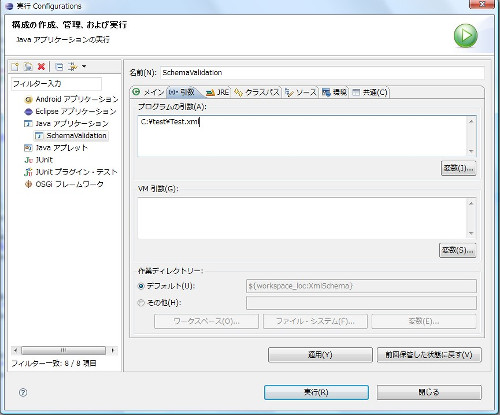 実行 Configurations
構成の作成、管理、および実行
Java アプリケーションの実行
フィルター入力
Android アプリケーション
Eclipse アプリケーション
Java アプリケーション
SchemaValidation
Java アプレット
JUnit
JUnit プラグイン・テスト
OSGi フレームワーク
フィルター一致: 8 / 8 項目
名前(N): SchemaValidation
メイン 引数 JRE クラスパス ソース 環境 共通(C)
プログラムの引数(A):
C:¥test¥Test.xml
変数(I)...
VM 引数(G):
変数(S)...
作業ディレクトリー:
デフォルト(U): ${workspace_loc:XmlSchema}
その他(H):
ワークスペース(O)... ファイル・システム(F)... 変数(E)...
適用(Y) 前回保管した状態に戻す(V)
実行(R) 閉じる